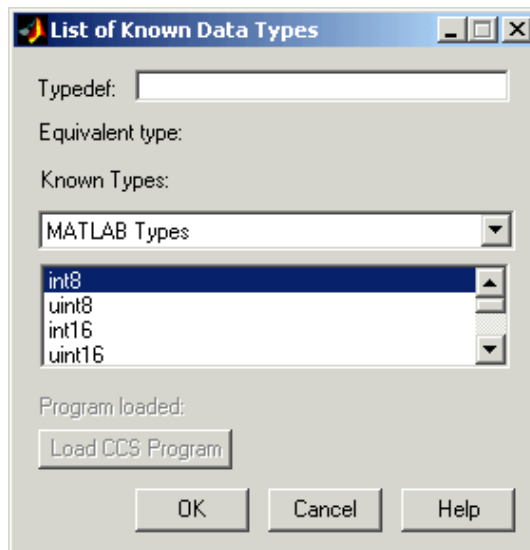 List of Known Data Types
Typedef:
Equivalent type:
Known Types:
MATLAB Types
int8
uint8
int16
uint16
Program loaded:
Load CCS Program
OK Cancel Help